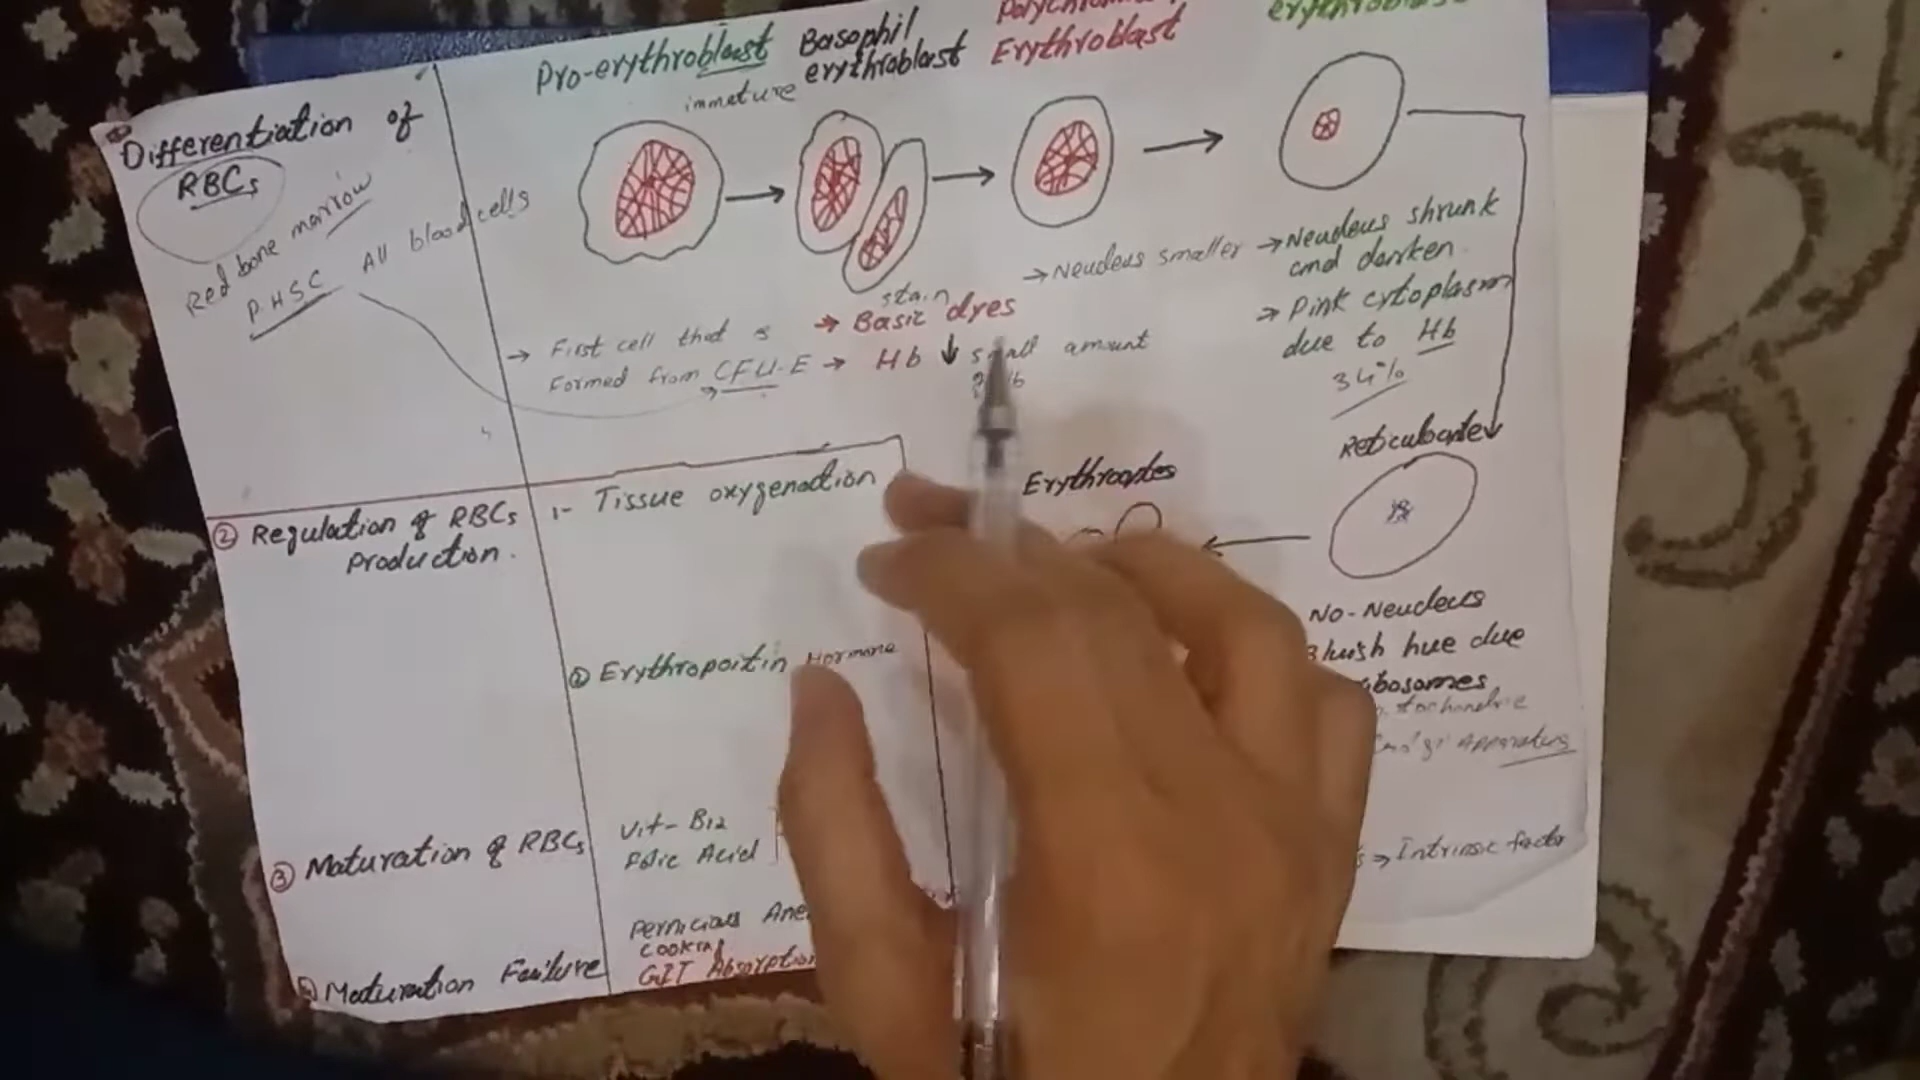 Differentiation of
RBCs
Red bone marrow
P.HSC All blood cells
Pro-erythroblast
immature
Basophil
erythroblast
Erythroblast
→ First cell that is
Formed from CFU-E
stain
→ Basic dyes
→ Hb ↓ small amount
→ Neucleus smaller
→ Neucleus shrunk
and darken
→ Pink cytoplasm
due to Hb
34%
Reticulocyte
Erythrocytes
No-Neucleus
hue due
② Regulation of RBCs
Production.
1- Tissue oxygenation
② Erythropoitin Hormone
③ Maturation of RBCs
Vit-B12
Folic Acid
→ Intrinsic factor
Maturation Failure
Pernicious
GIT Absorption
Apparatus